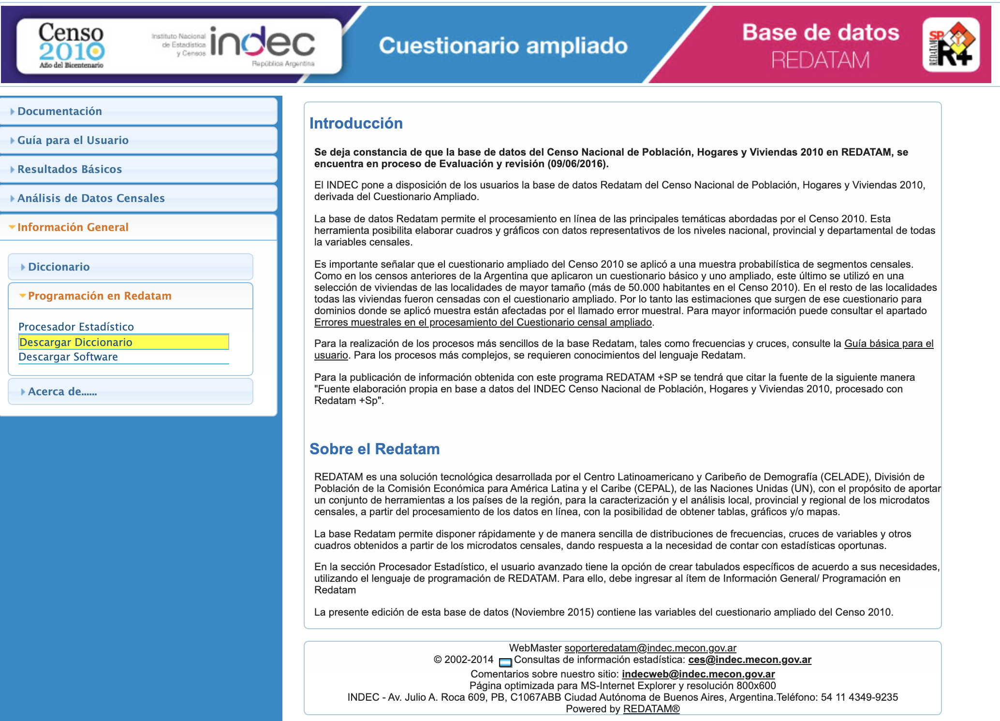 Censo
2010
Año del Bicentenario
Instituto Nacional
de Estadística
y Censos
indec
República Argentina
Cuestionario ampliado
Base de datos
REDATAM
SP
REDATAM
R+
Documentación
Guía para el Usuario
Resultados Básicos
Análisis de Datos Censales
Información General
Diccionario
Programación en Redatam
Procesador Estadístico
Descargar Diccionario
Descargar Software
Acerca de......
Introducción
Se deja constancia de que la base de datos del Censo Nacional de Población, Hogares y Viviendas 2010 en REDATAM, se
encuentra en proceso de Evaluación y revisión (09/06/2016).
El INDEC pone a disposición de los usuarios la base de datos Redatam del Censo Nacional de Población, Hogares y Viviendas 2010,
derivada del Cuestionario Ampliado.
La base de datos Redatam permite el procesamiento en línea de las principales temáticas abordadas por el Censo 2010. Esta
herramienta posibilita elaborar cuadros y gráficos con datos representativos de los niveles nacional, provincial y departamental de todas
la variables censales.
Es importante señalar que el cuestionario ampliado del Censo 2010 se aplicó a una muestra probabilística de segmentos censales.
Como en los censos anteriores de la Argentina que aplicaron un cuestionario básico y uno ampliado, este último se utilizó en una
selección de viviendas de las localidades de mayor tamaño (más de 50.000 habitantes en el Censo 2010). En el resto de las localidades
todas las viviendas fueron censadas con el cuestionario ampliado. Por lo tanto las estimaciones que surgen de ese cuestionario para
dominios donde se aplicó muestra están afectadas por el llamado error muestral. Para mayor información puede consultar el apartado
Errores muestrales en el procesamiento del Cuestionario censal ampliado.
Para la realización de los procesos más sencillos de la base Redatam, tales como frecuencias y cruces, consulte la Guía básica para el
usuario. Para los procesos más complejos, se requieren conocimientos del lenguaje Redatam.
Para la publicación de información obtenida con este programa REDATAM +SP se tendrá que citar la fuente de la siguiente manera
"Fuente elaboración propia en base a datos del INDEC Censo Nacional de Población, Hogares y Viviendas 2010, procesado con
Redatam +Sp".
Sobre el Redatam
REDATAM es una solución tecnológica desarrollada por el Centro Latinoamericano y Caribeño de Demografía (CELADE), División de
Población de la Comisión Económica para América Latina y el Caribe (CEPAL), de las Naciones Unidas (UN), con el propósito de aportar
un conjunto de herramientas a los países de la región, para la caracterización y el análisis local, provincial y regional de los microdatos
censales, a partir del procesamiento de los datos en línea, con la posibilidad de obtener tablas, gráficos y/o mapas.
La base Redatam permite disponer rápidamente y de manera sencilla de distribuciones de frecuencias, cruces de variables y otros
cuadros obtenidos a partir de los microdatos censales, dando respuesta a la necesidad de contar con estadísticas oportunas.
En la sección Procesador Estadístico, el usuario avanzado tiene la opción de crear tabulados específicos de acuerdo a sus necesidades,
utilizando el lenguaje de programación de REDATAM. Para ello, debe ingresar al ítem de Información General/ Programación en
Redatam
La presente edición de esta base de datos (Noviembre 2015) contiene las variables del cuestionario ampliado del Censo 2010.
WebMaster soporteredatam@indec.mecon.gov.ar
© 2002-2014 Consultas de información estadística: ces@indec.mecon.gov.ar
Comentarios sobre nuestro sitio: indecweb@indec.mecon.gov.ar
Página optimizada para MS-Internet Explorer y resolución 800x600
INDEC - Av. Julio A. Roca 609, PB, C1067ABB Ciudad Autónoma de Buenos Aires, Argentina.Teléfono: 54 11 4349-9235
Powered by REDATAM®